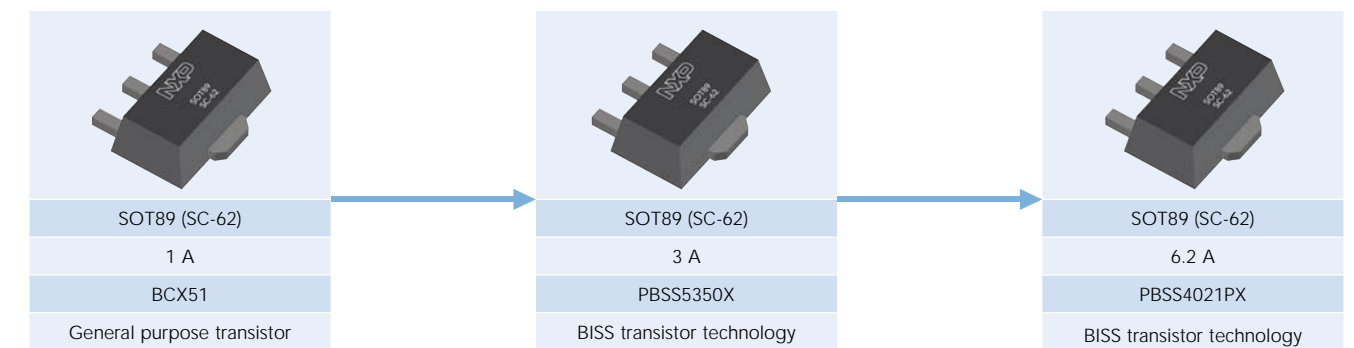 NXP
SOT89
SC-62
SOT89 (SC-62)
1 A
BCX51
General purpose transistor
NXP
SOT89
SC-62
SOT89 (SC-62)
3 A
PBSS5350X
BISS transistor technology
NXP
SOT89
SC-62
SOT89 (SC-62)
6.2 A
PBSS4021PX
BISS transistor technology